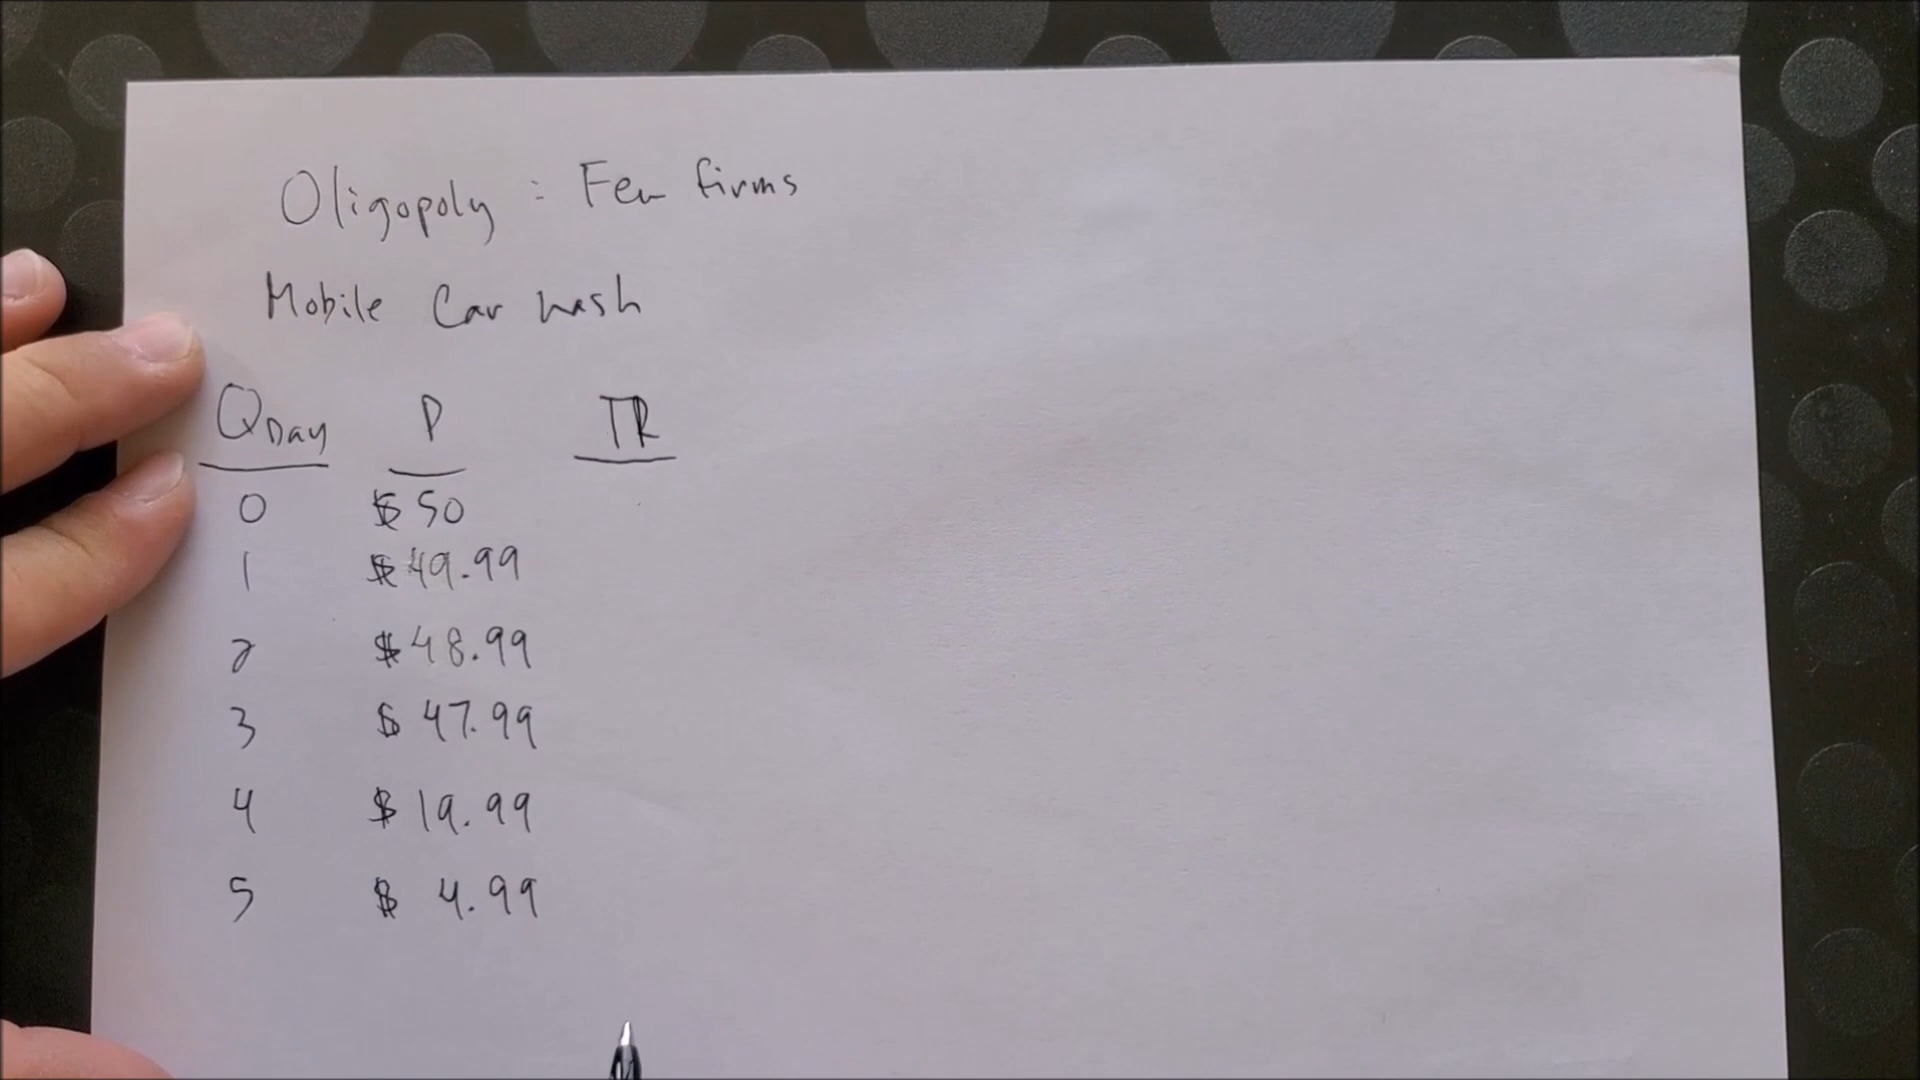 Oligopoly : Few firms
Mobile Car wash
QDay P TR
0 $50
1 $49.99
2 $48.99
3 $47.99
4 $19.99
5 $4.99